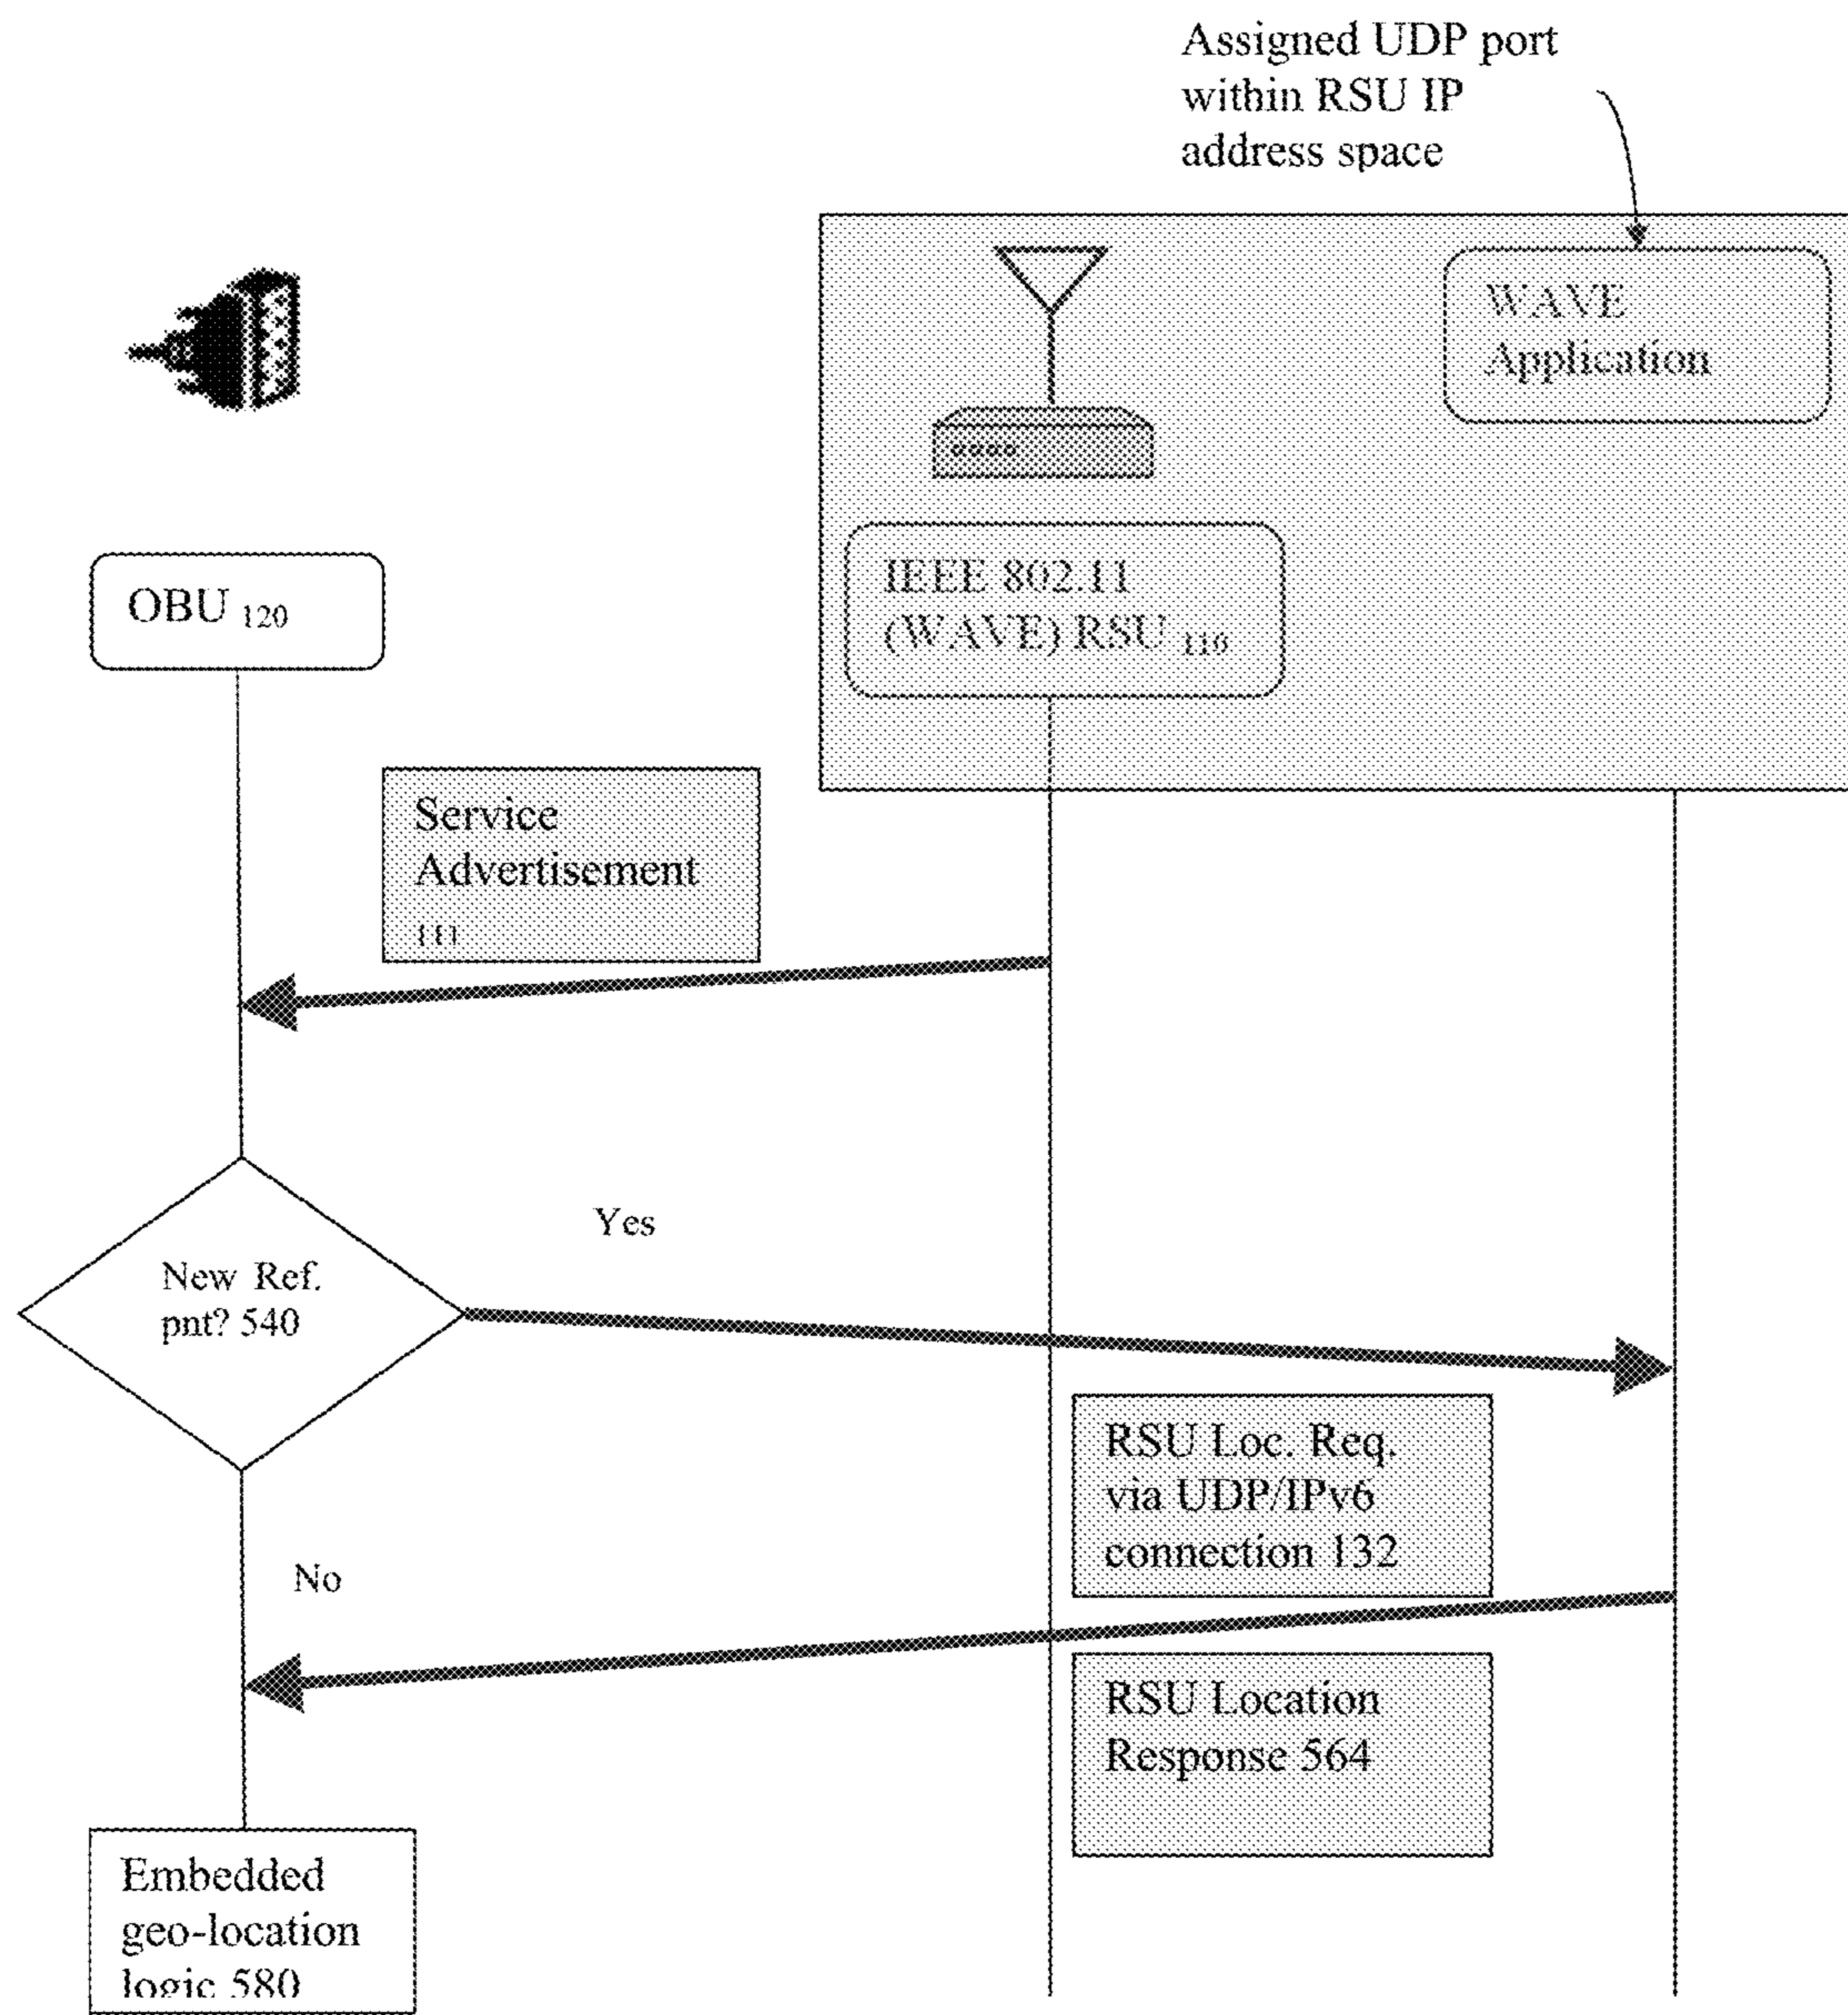 Assigned UDP port
within RSU IP
address space
WAVE
Application
IEEE 802.11
(WAVE) RSU 110
OBU 120
Service
Advertisement
111
Yes
New Ref.
pnt? 540
RSU Loc. Req.
via UDP/IPv6
connection 132
No
RSU Location
Response 564
Embedded
geo-location
logic 580